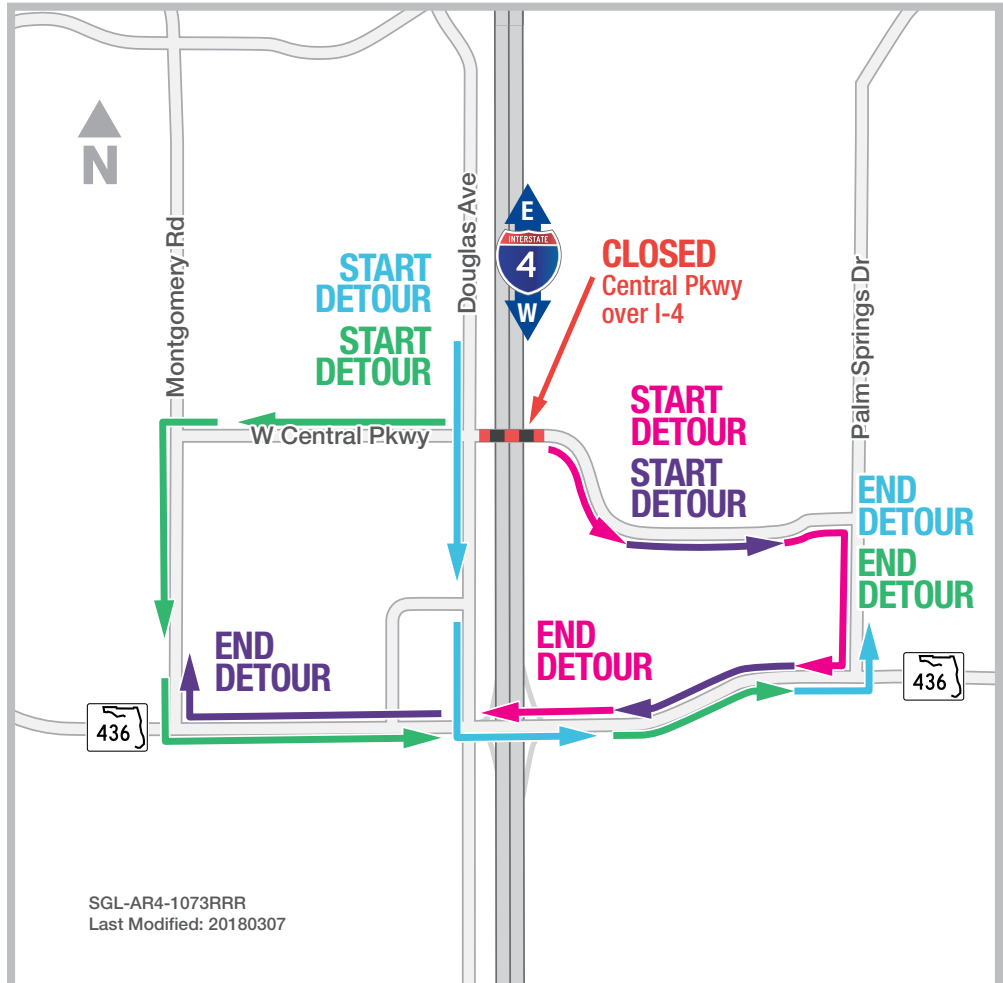 N
Montgomery Rd
Douglas Ave
E
INTERSTATE
4
W
Palm Springs Dr
START
DETOUR
START
DETOUR
CLOSED
Central Pkwy
over I-4
W Central Pkwy
START
DETOUR
START
DETOUR
END
DETOUR
END
DETOUR
END
DETOUR
END
DETOUR
436
436
SGL-AR4-1073RRR
Last Modified: 20180307